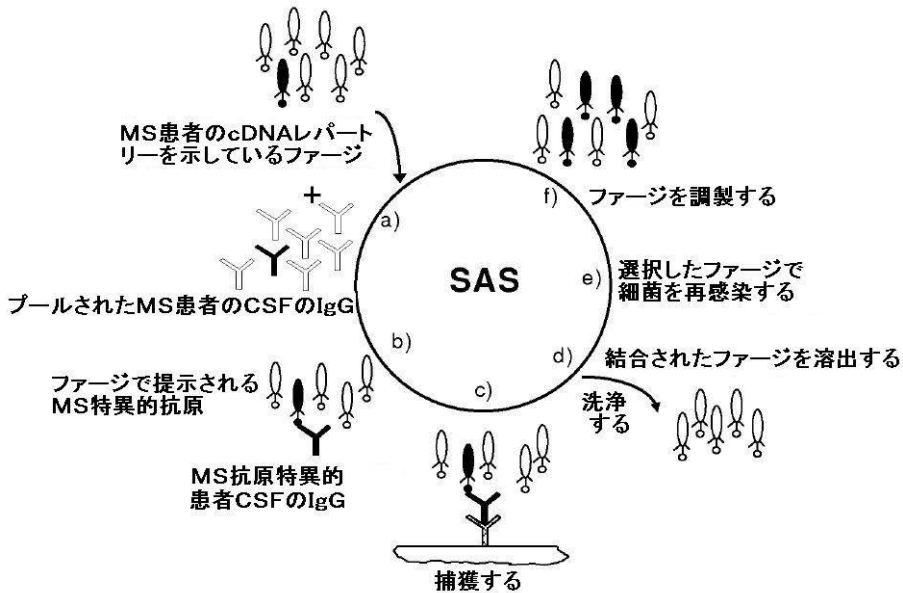 MS患者のcDNAレパート
リーを示しているファージ
+
a)
プールされたMS患者のCSFのIgG
b)
ファージで提示される
MS特異的抗原
MS抗原特異的
患者CSFのIgG
c)
捕獲する
d)
結合されたファージを溶出する
洗浄
する
e)
選択したファージで
細菌を再感染する
f)
ファージを調製する
SAS